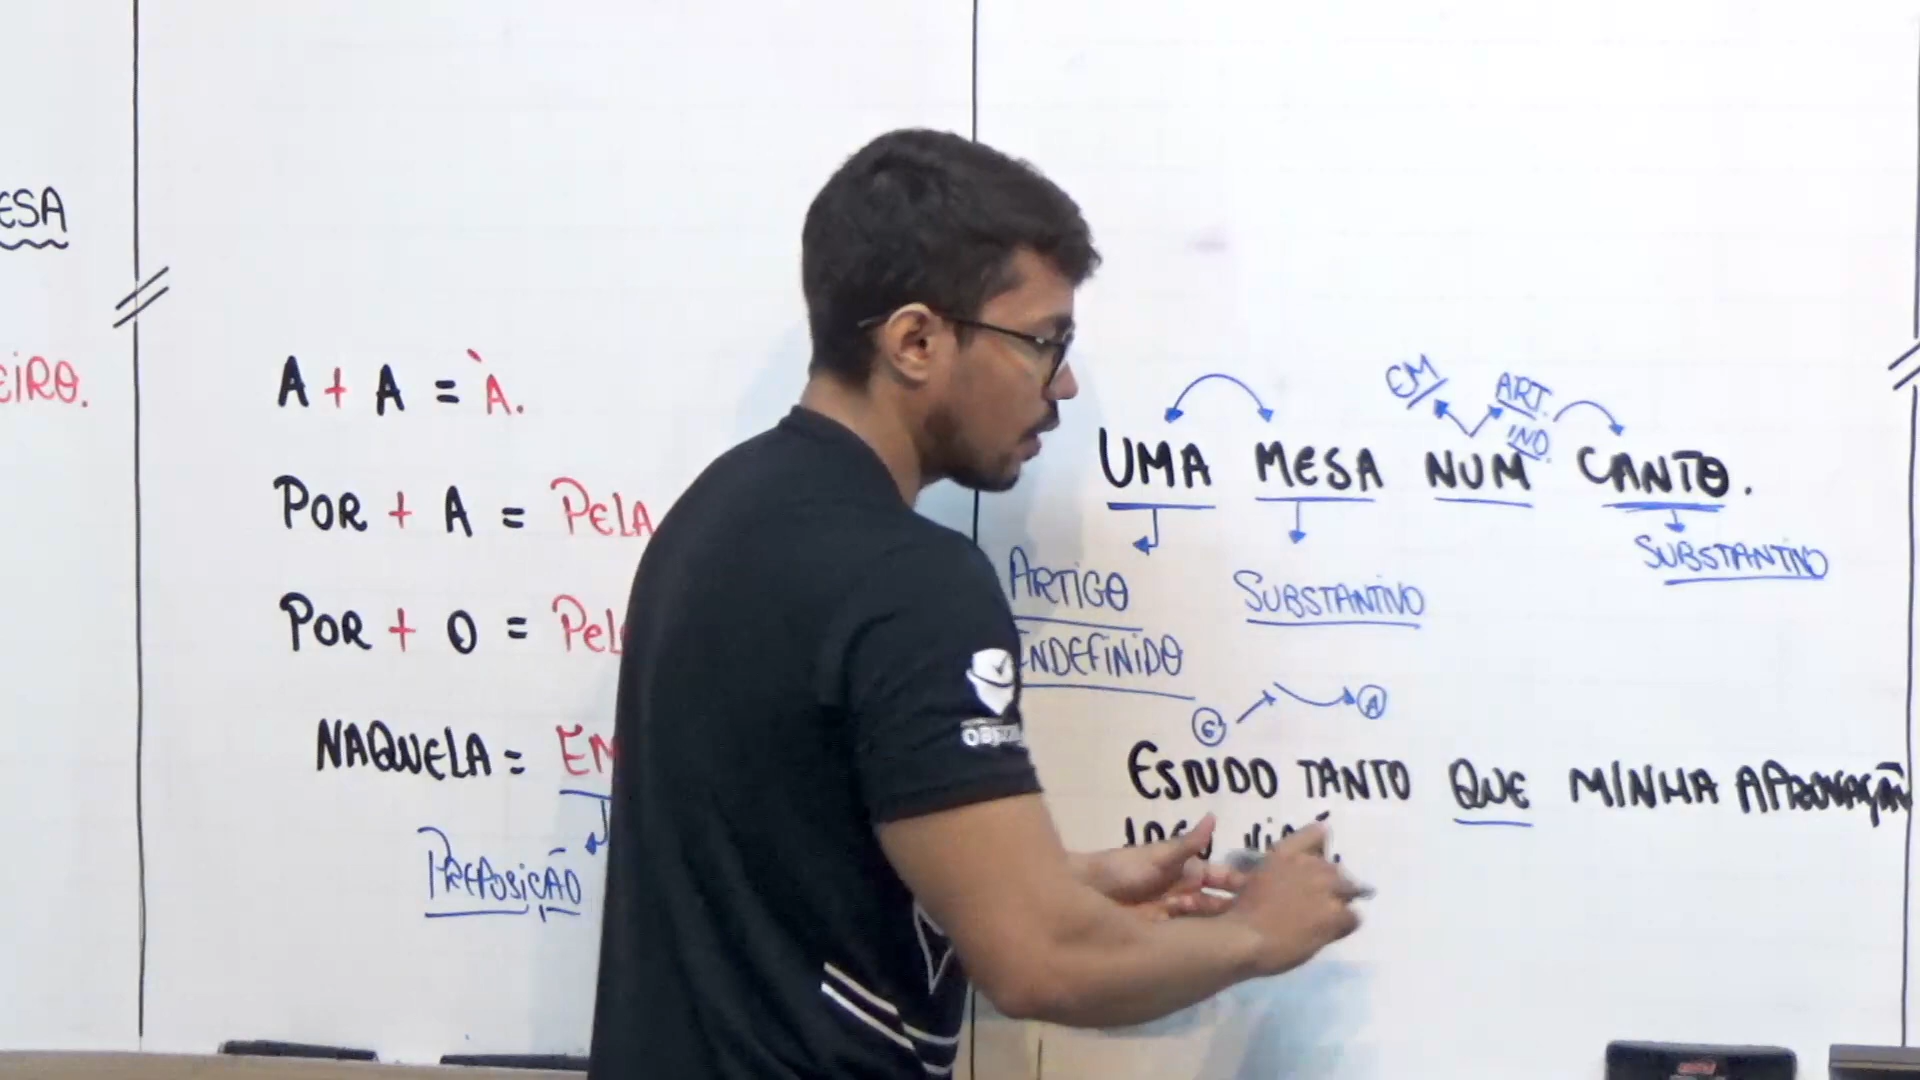 ESA
EIRO.
A + A = À.
POR + A = PELA
POR + O = PEL
NAQUELA = EM
PREPOSIÇÃO
EM ART.
IND.
UMA MESA NUM CANTO.
ARTIGO
INDEFINIDO
SUBSTANTIVO
SUBSTANTIVO
G A
ESTUDO TANTO QUE MINHA APROVAÇÃO